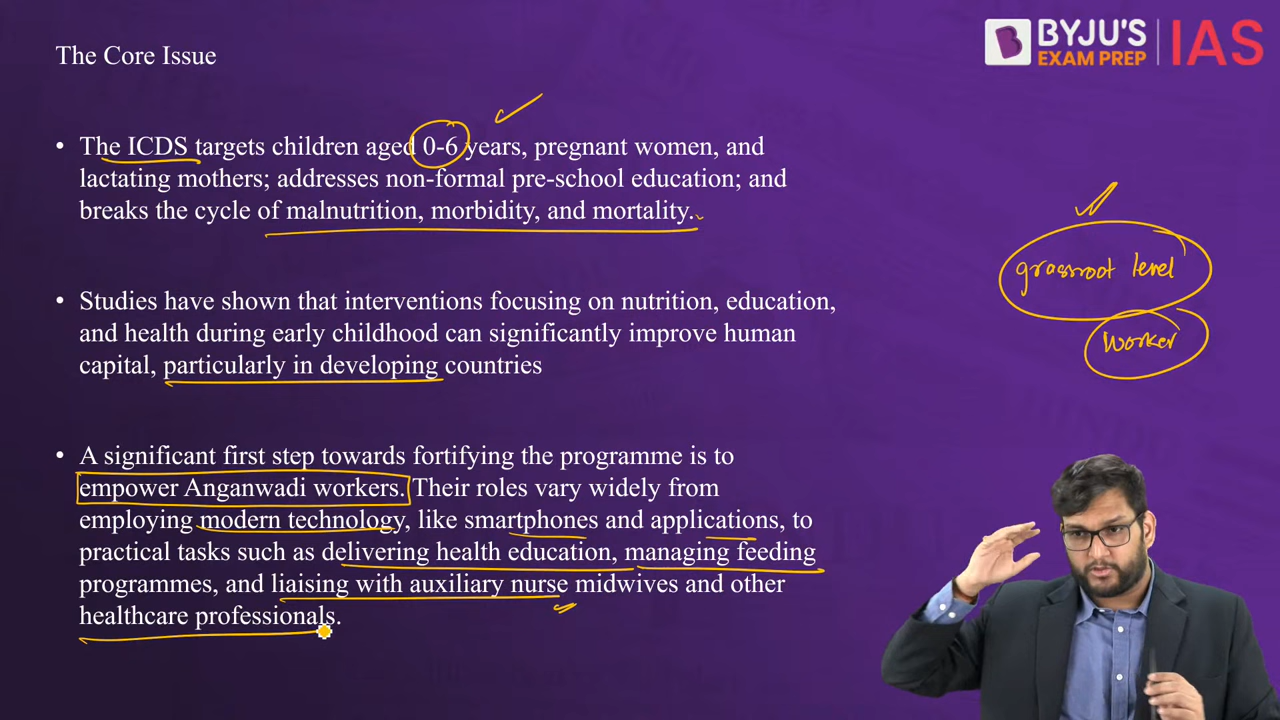 The Core Issue
BYJU'S
EXAM PREP
IAS
• The ICDS targets children aged 0-6 years, pregnant women, and
lactating mothers; addresses non-formal pre-school education; and
breaks the cycle of malnutrition, morbidity, and mortality.
• Studies have shown that interventions focusing on nutrition, education,
and health during early childhood can significantly improve human
capital, particularly in developing countries
• A significant first step towards fortifying the programme is to
empower Anganwadi workers. Their roles vary widely from
employing modern technology, like smartphones and applications, to
practical tasks such as delivering health education, managing feeding
programmes, and liaising with auxiliary nurse midwives and other
healthcare professionals.
grassroot level
worker